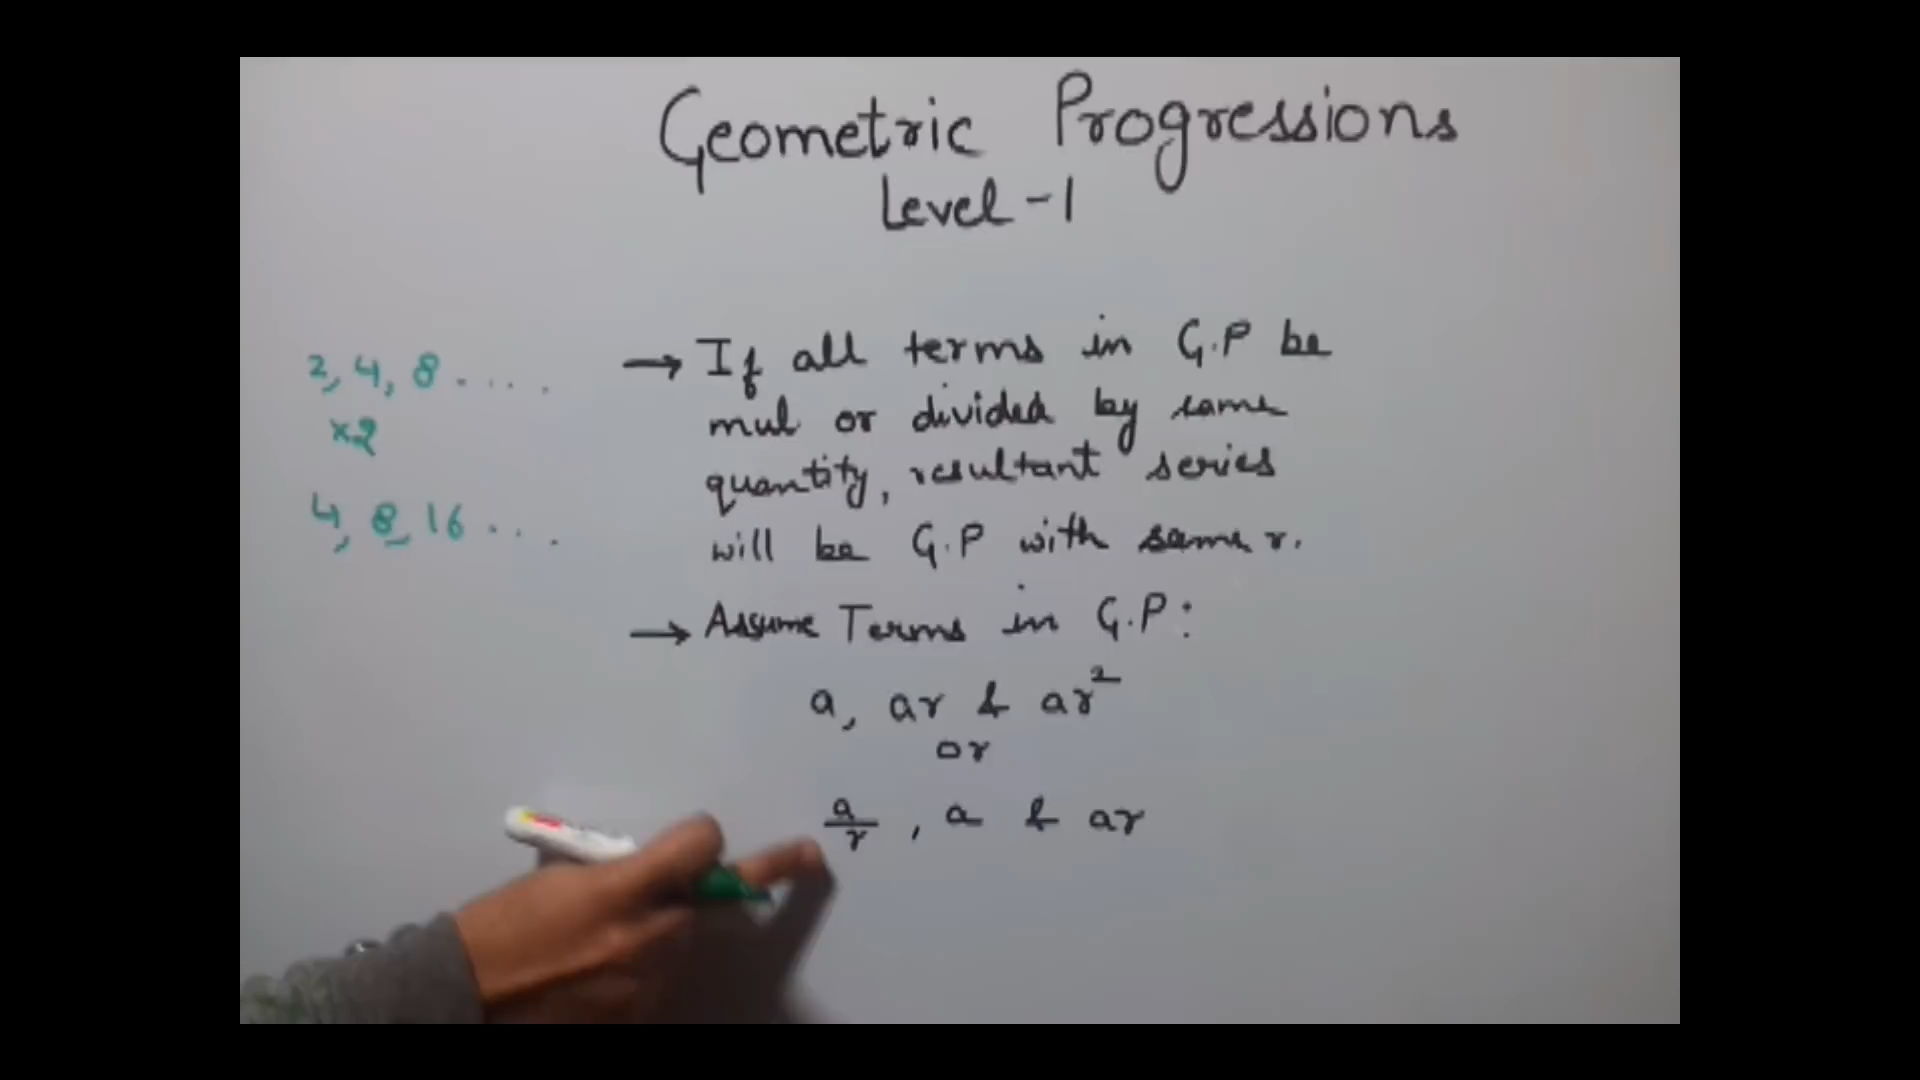 Geometric Progressions
Level-1
2, 4, 8 .....
×2
4, 8, 16 ....
→ If all terms in G.P be
mul or divided by same
quantity, resultant series
will be G.P with same r.
→ Assume Terms in G.P:
a, ar & ar²
or
a/r , a & ar